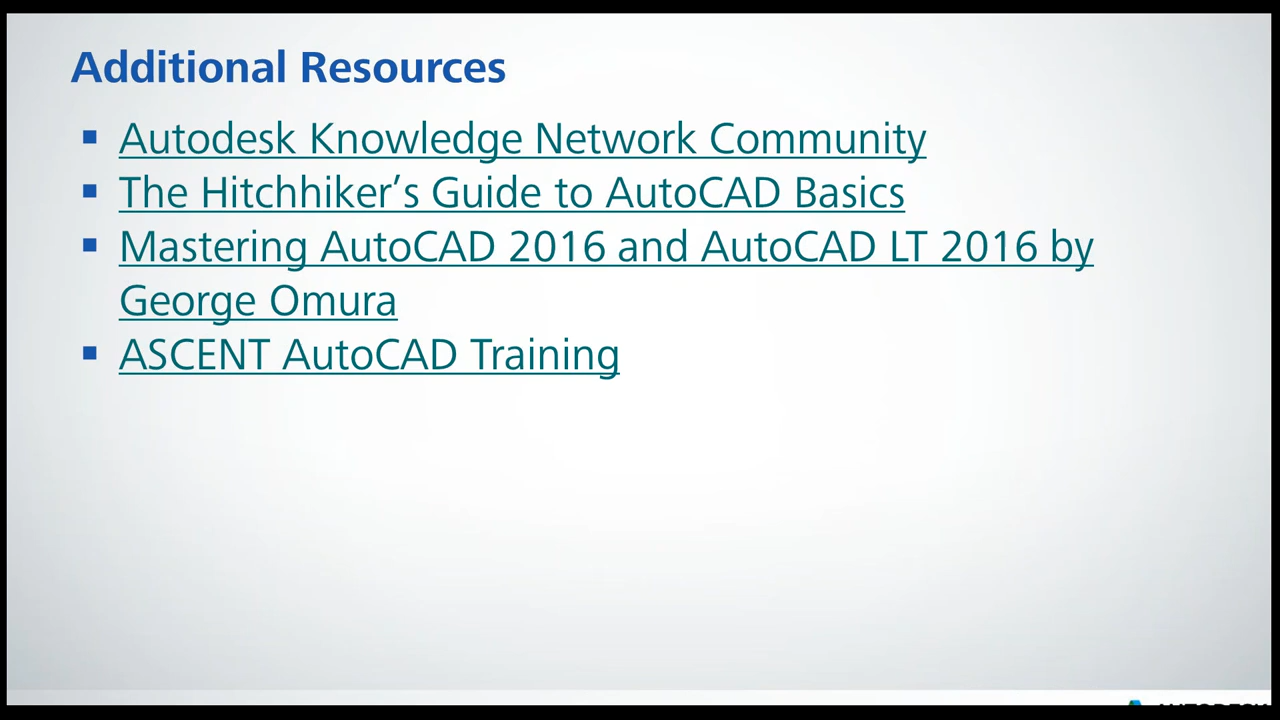 Additional Resources
Autodesk Knowledge Network Community
The Hitchhiker’s Guide to AutoCAD Basics
Mastering AutoCAD 2016 and AutoCAD LT 2016 by
George Omura
ASCENT AutoCAD Training
AUTODESK